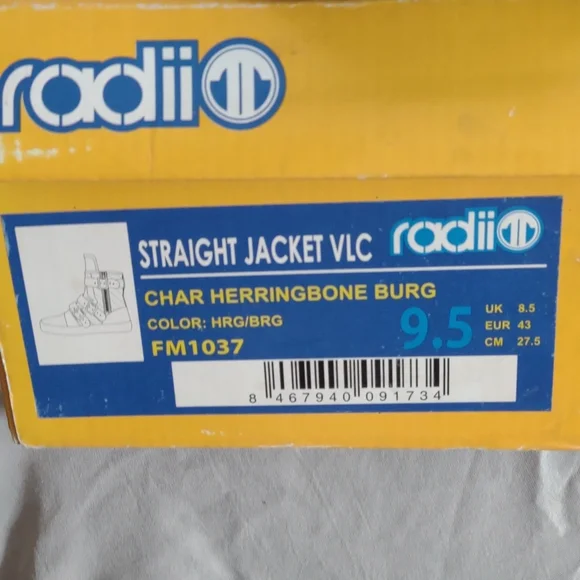 radii
STRAIGHT JACKET VLC radii
CHAR HERRINGBONE BURG
COLOR: HRG/BRG
FM1037
9.5
UK 8.5
EUR 43
CM 27.5
8 467940 091734